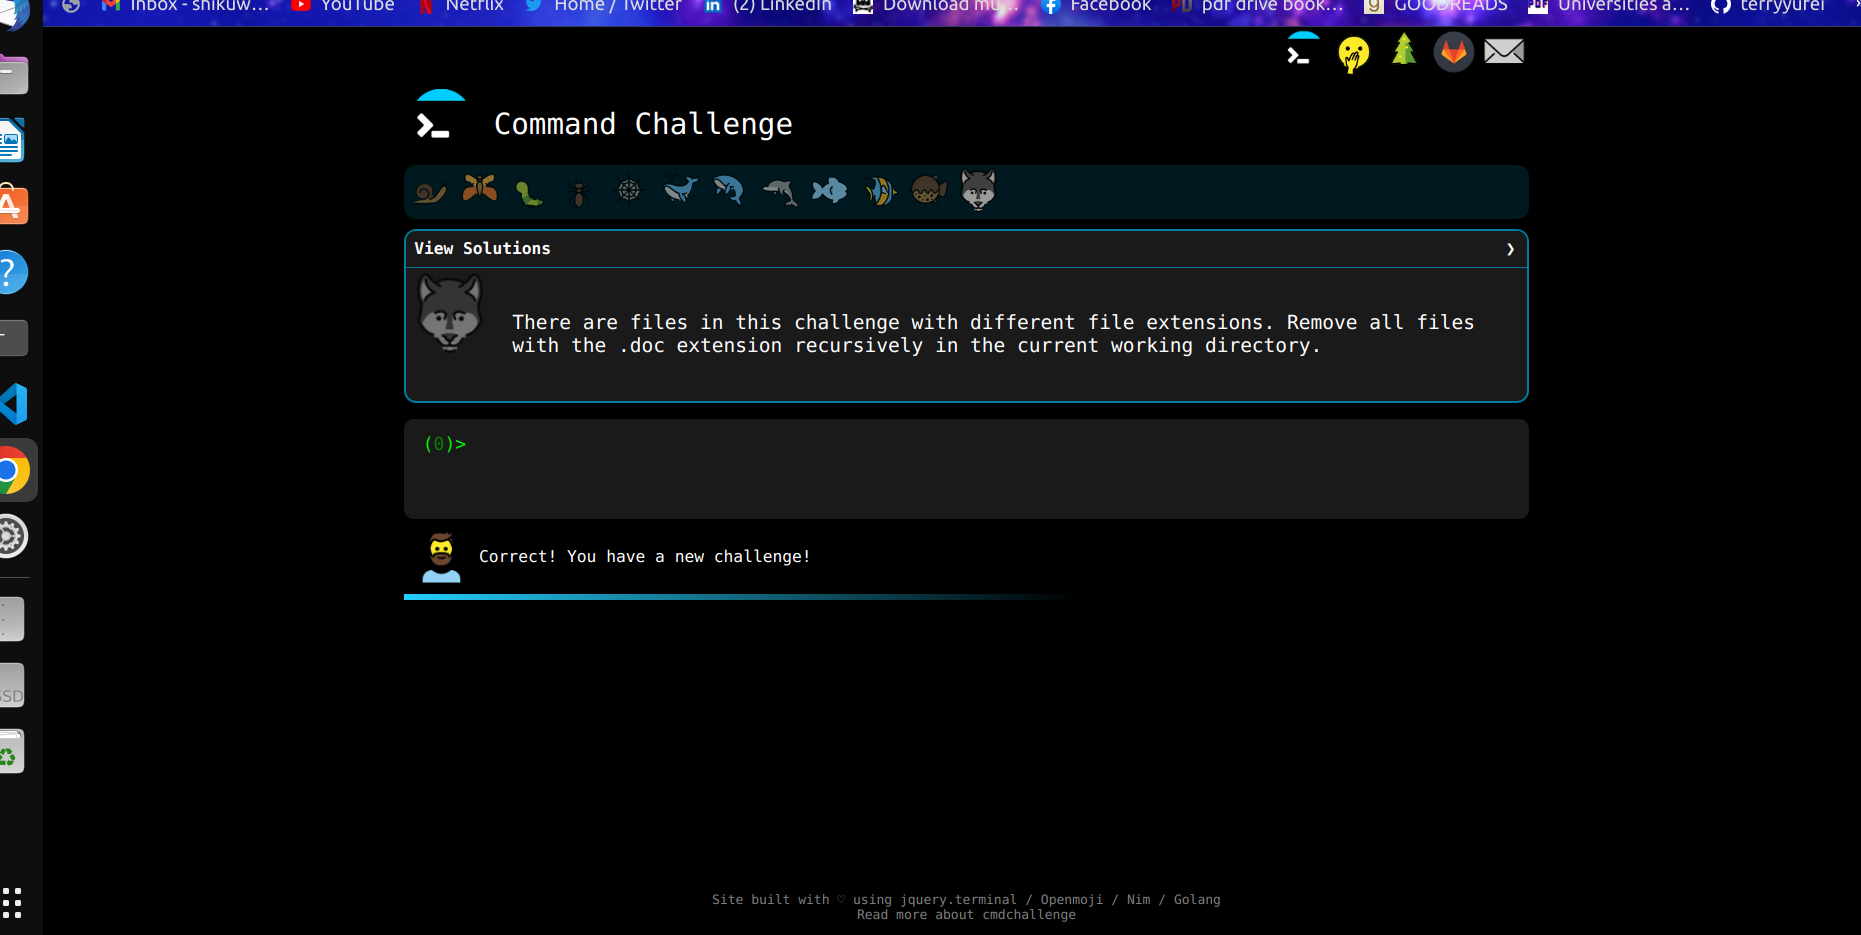 Inbox - shikuw... YouTube Netflix Home / Twitter (2) LinkedIn Download mu... Facebook pdf drive book... GOODREADS Universities a... terryyurei
Command Challenge
View Solutions ❯
There are files in this challenge with different file extensions. Remove all files
with the .doc extension recursively in the current working directory.
(0)>
Correct! You have a new challenge!
SSD
Site built with ♡ using jquery.terminal / Openmoji / Nim / Golang
Read more about cmdchallenge